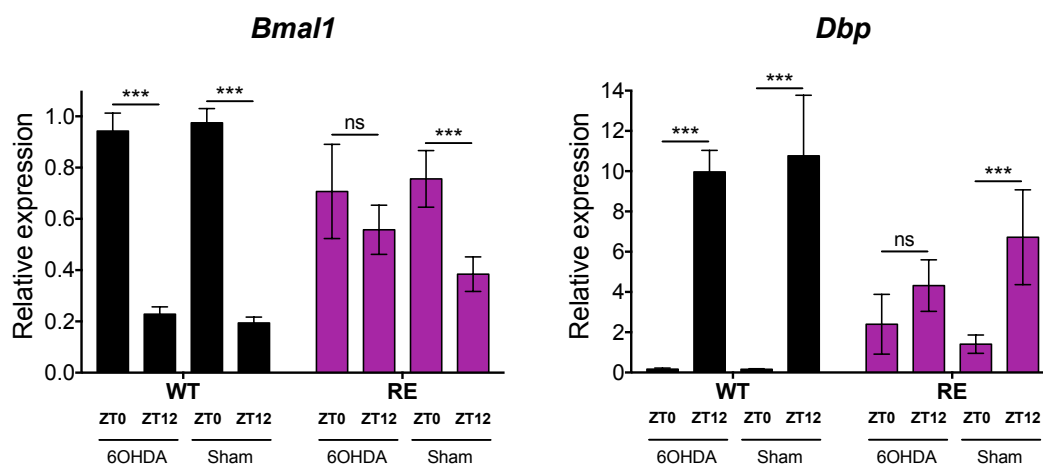 Bmal1
Relative expression
1.0
0.8
0.6
0.4
0.2
0.0
***
***
ns
***
WT
RE
ZT0 ZT12 ZT0 ZT12 ZT0 ZT12 ZT0 ZT12
6OHDA Sham 6OHDA Sham
Dbp
Relative expression
14
12
10
8
6
4
2
0
***
***
ns
***
WT
RE
ZT0 ZT12 ZT0 ZT12 ZT0 ZT12 ZT0 ZT12
6OHDA Sham 6OHDA Sham